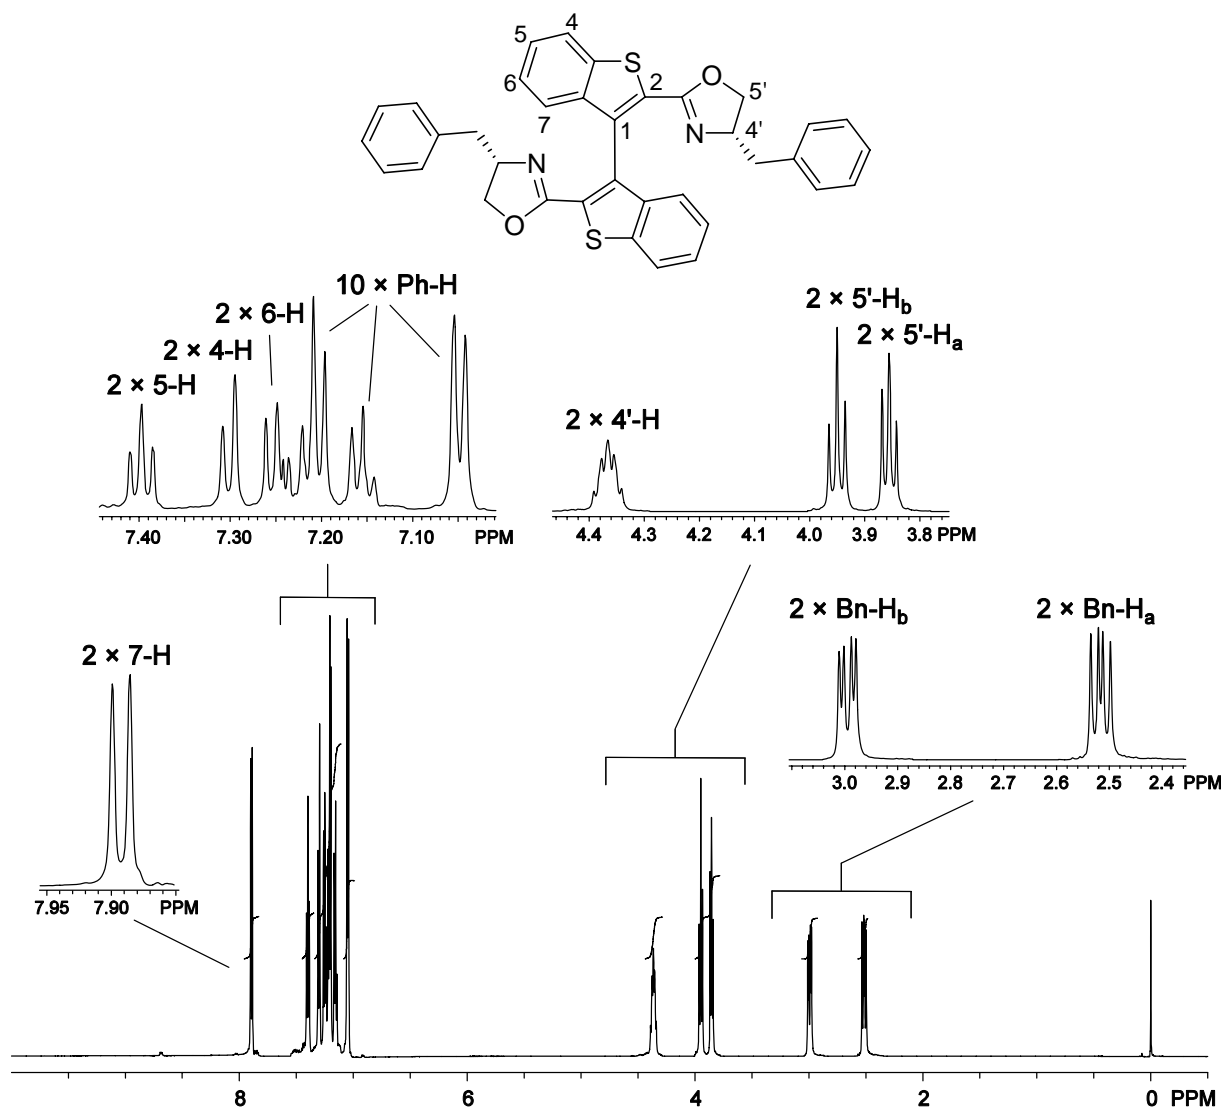 4
5
S
O
6
2
5'
N
4'
7
1
N
O
S
10 × Ph-H
2 × 6-H
2 × 4-H
2 × 5-H
7.40 7.30 7.20 7.10 PPM
2 × 5'-Hb
2 × 5'-Ha
2 × 4'-H
4.4 4.3 4.2 4.1 4.0 3.9 3.8 PPM
2 × Bn-Hb
2 × Bn-Ha
3.0 2.9 2.8 2.7 2.6 2.5 2.4 PPM
2 × 7-H
7.95 7.90 PPM
8 6 4 2 0 PPM